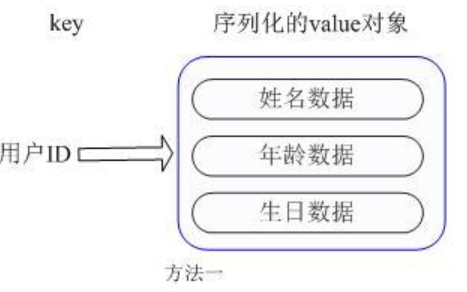 key
序列化的value对象
姓名数据
用户ID
年龄数据
生日数据
方法一